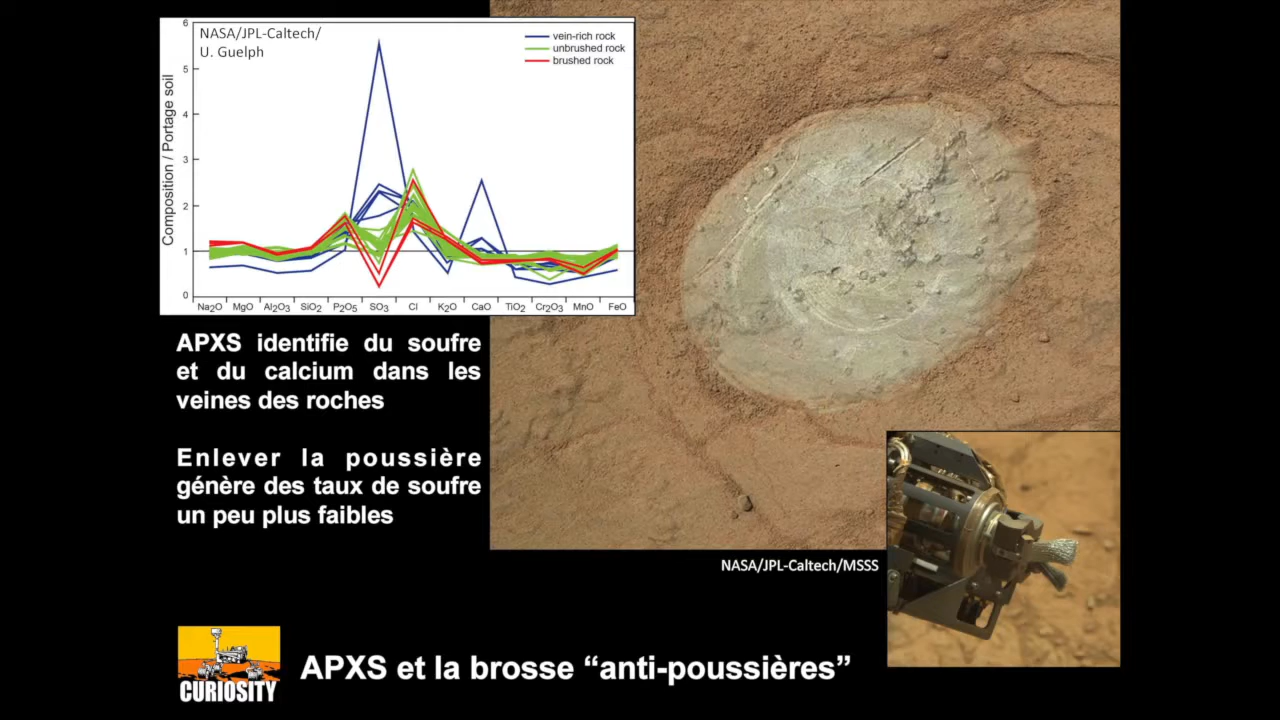 NASA/JPL-Caltech/
U. Guelph
vein-rich rock
unbrushed rock
brushed rock
Composition / Portage soil
6
5
4
3
2
1
0
Na2O MgO Al2O3 SiO2 P2O5 SO3 Cl K2O CaO TiO2 Cr2O3 MnO FeO
APXS identifie du soufre
et du calcium dans les
veines des roches
Enlever la poussière
génère des taux de soufre
un peu plus faibles
NASA/JPL-Caltech/MSSS
CURIOSITY
APXS et la brosse “anti-poussières”